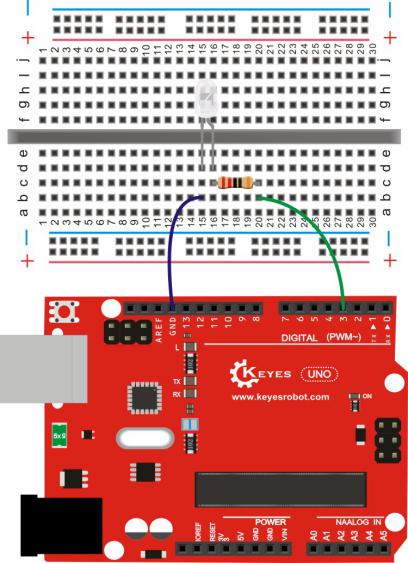 − −
+ +
1 2 3 4 5 6 7 8 9 10 11 12 13 14 15 16 17 18 19 20 21 22 23 24 25 26 27 28 29 30
j j
i i
h h
g g
f f
e e
d d
c c
b b
a a
1 2 3 4 5 6 7 8 9 10 11 12 13 14 15 16 17 18 19 20 21 22 23 24 25 26 27 28 29 30
− −
+ +
AREF GND 13 12 11 10 9 8 7 6 5 4 3 2 1 0
TX ▶ RX ▶
L
DIGITAL (PWM~)
TX
RX
KEYES UNO
www.keyesrobot.com
ON
5x5
POWER
NAALOG IN
IOREF RESET 3V3 5V GND GND VIN A0 A1 A2 A3 A4 A5